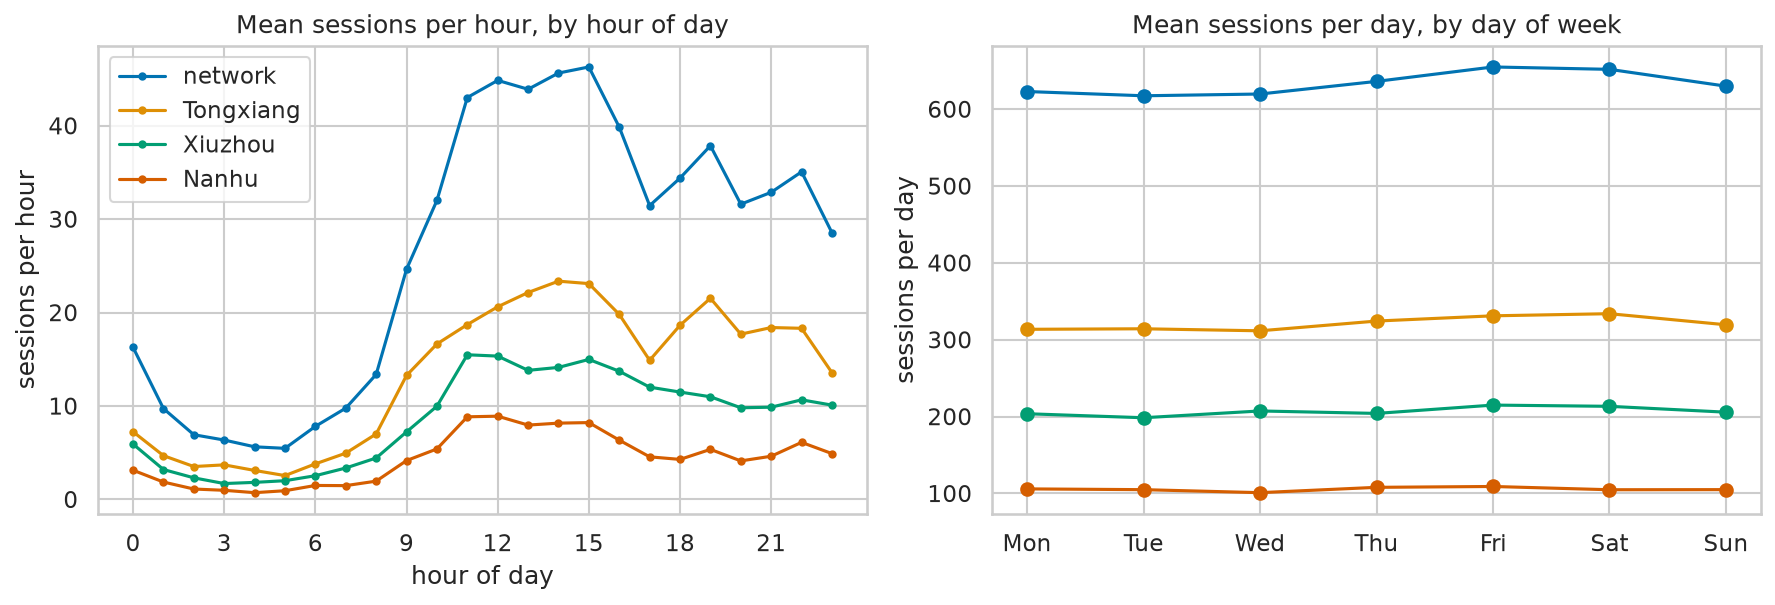 Mean sessions per hour, by hour of day
network
Tongxiang
Xiuzhou
Nanhu
sessions per hour
40
30
20
10
0
0 3 6 9 12 15 18 21
hour of day
Mean sessions per day, by day of week
sessions per day
600
500
400
300
200
100
Mon Tue Wed Thu Fri Sat Sun